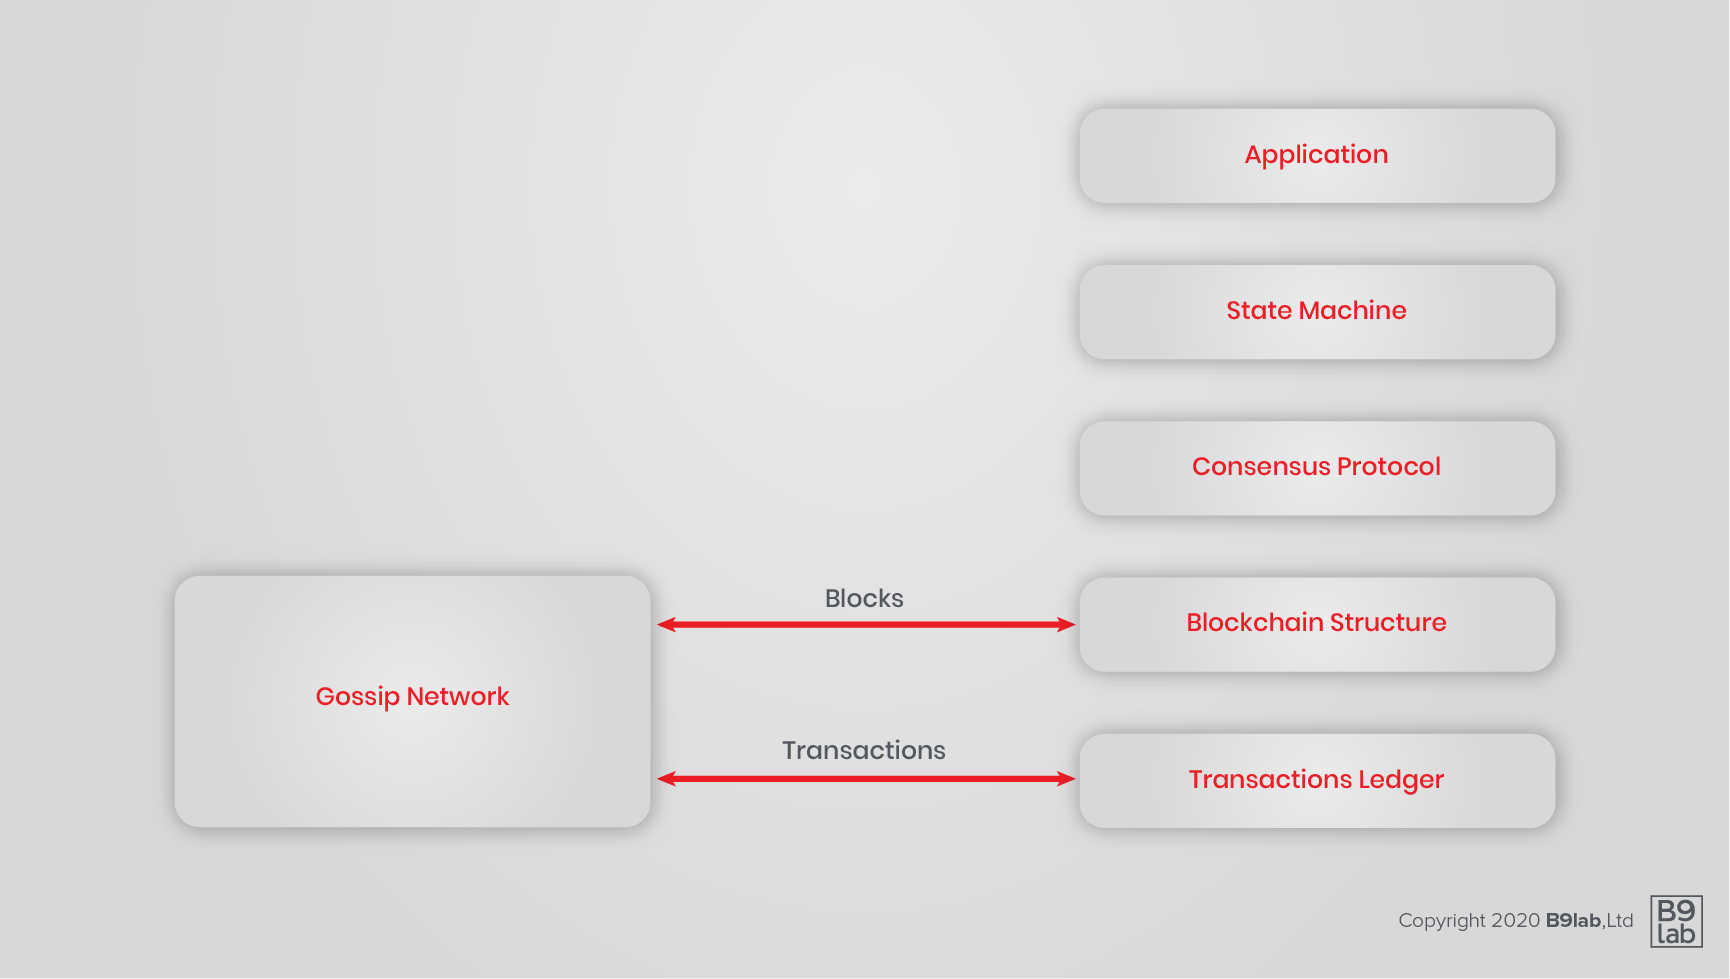 Application
State Machine
Consensus Protocol
Blocks
Blockchain Structure
Gossip Network
Transactions
Transactions Ledger
Copyright 2020 B9lab,Ltd
B9
lab